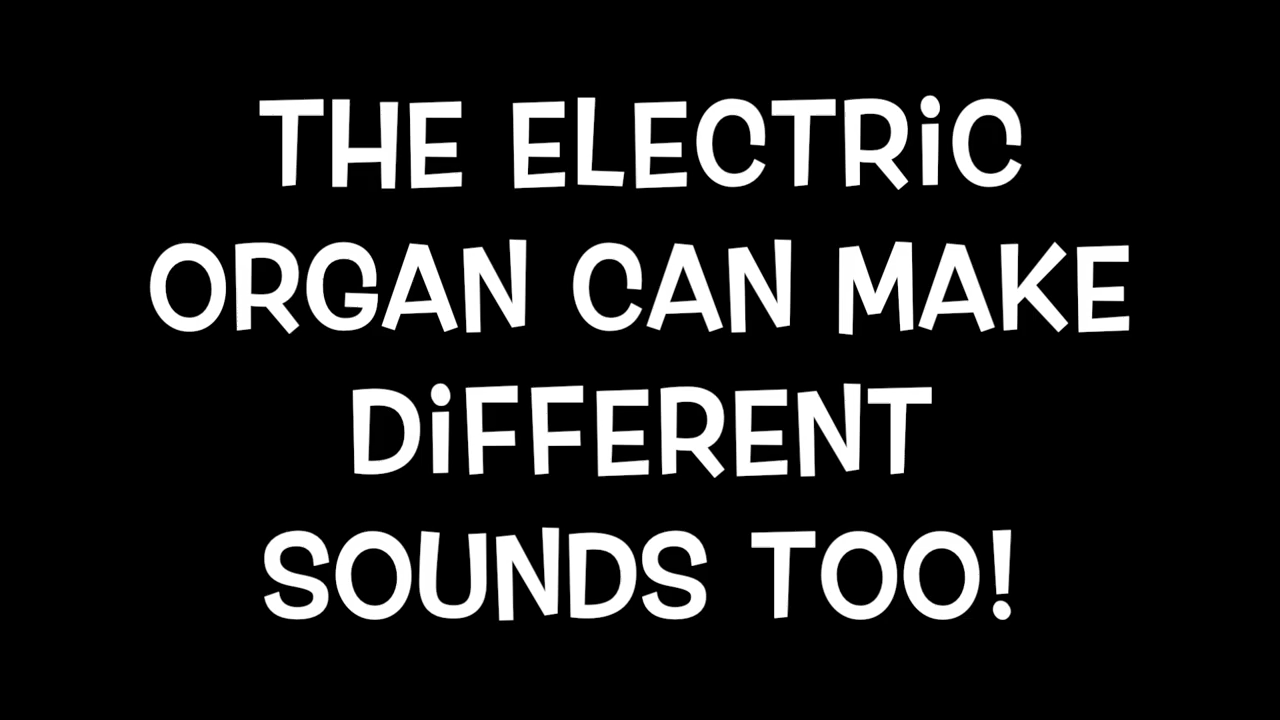 THE ELECTRiC
ORGAN CAN MAKE
DiFFERENT
SOUNDS TOO!